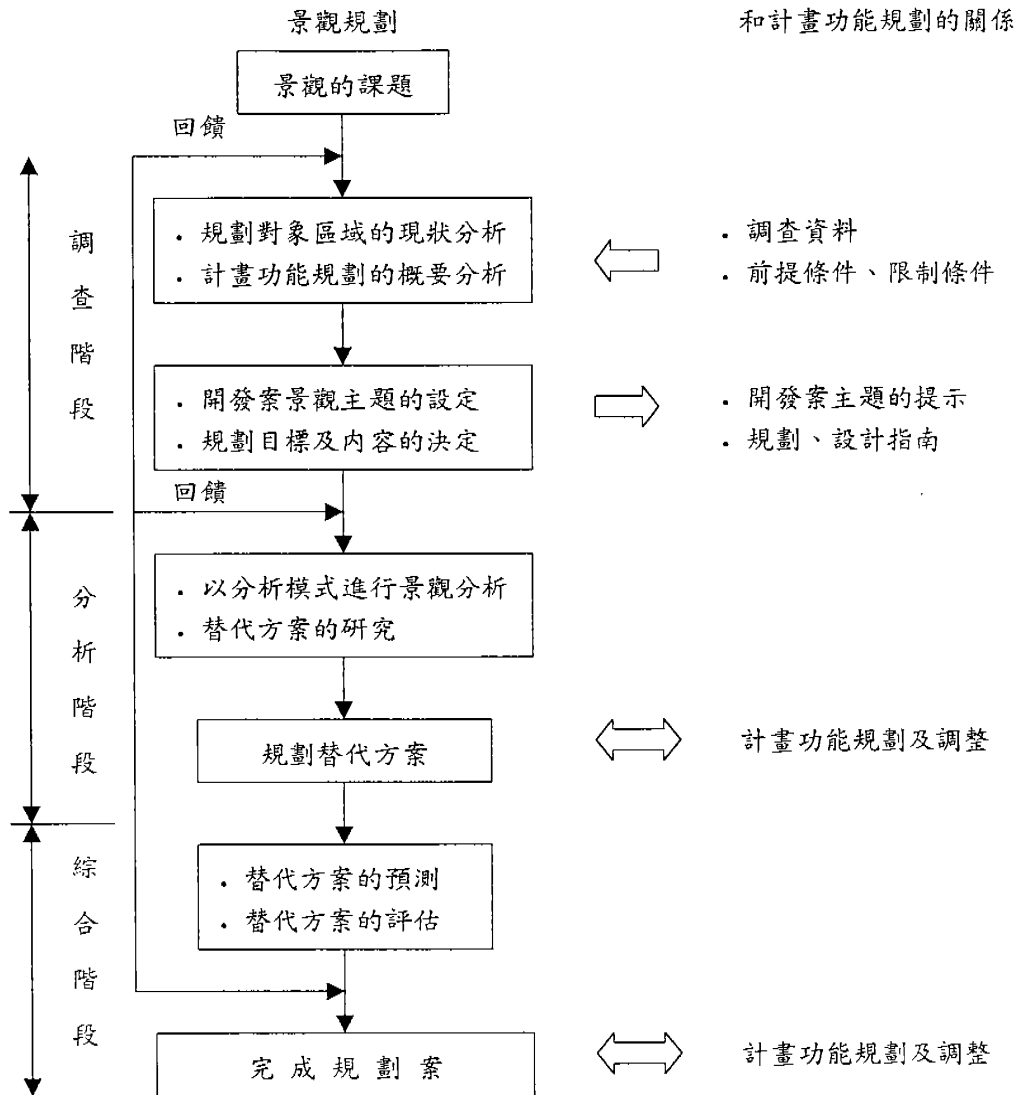 景觀規劃
和計畫功能規劃的關係
景觀的課題
回饋
調查階段
．規劃對象區域的現狀分析
．計畫功能規劃的概要分析
．調查資料
．前提條件、限制條件
．開發案景觀主題的設定
．規劃目標及內容的決定
．開發案主題的提示
．規劃、設計指南
回饋
分析階段
．以分析模式進行景觀分析
．替代方案的研究
規劃替代方案
計畫功能規劃及調整
綜合階段
．替代方案的預測
．替代方案的評估
完成規劃案
計畫功能規劃及調整